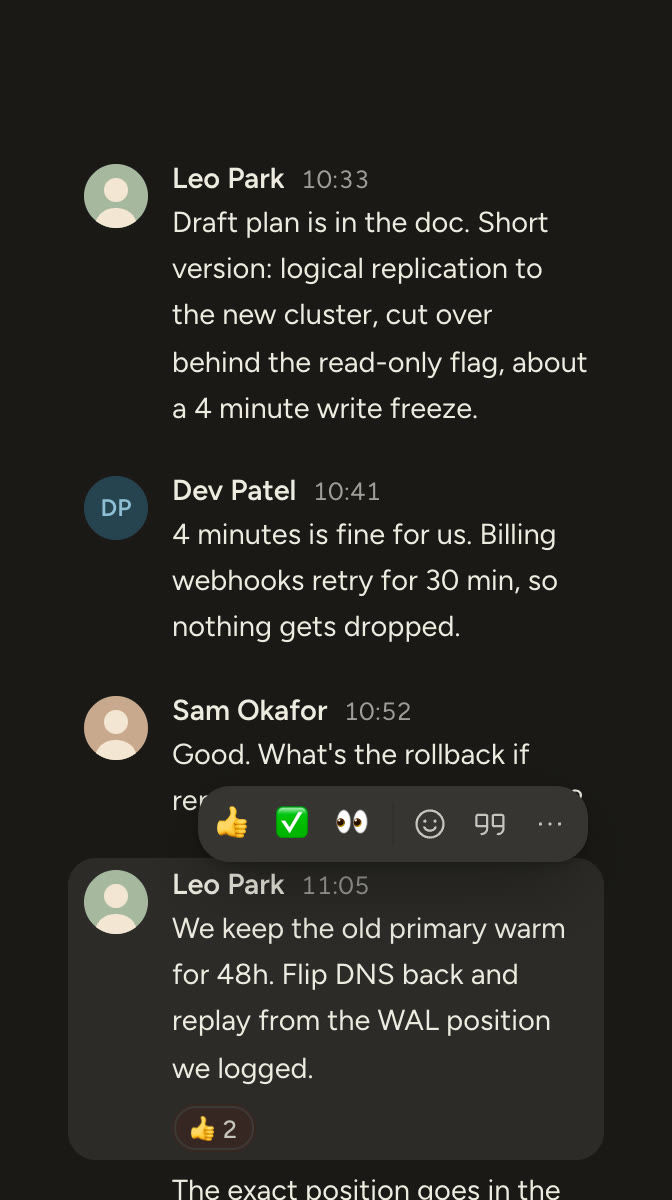 Leo Park 10:33
Draft plan is in the doc. Short
version: logical replication to
the new cluster, cut over
behind the read-only flag, about
a 4 minute write freeze.
DP
Dev Patel 10:41
4 minutes is fine for us. Billing
webhooks retry for 30 min, so
nothing gets dropped.
Sam Okafor 10:52
Good. What's the rollback if
Leo Park 11:05
We keep the old primary warm
for 48h. Flip DNS back and
replay from the WAL position
we logged.
👍 2
The exact position goes in the